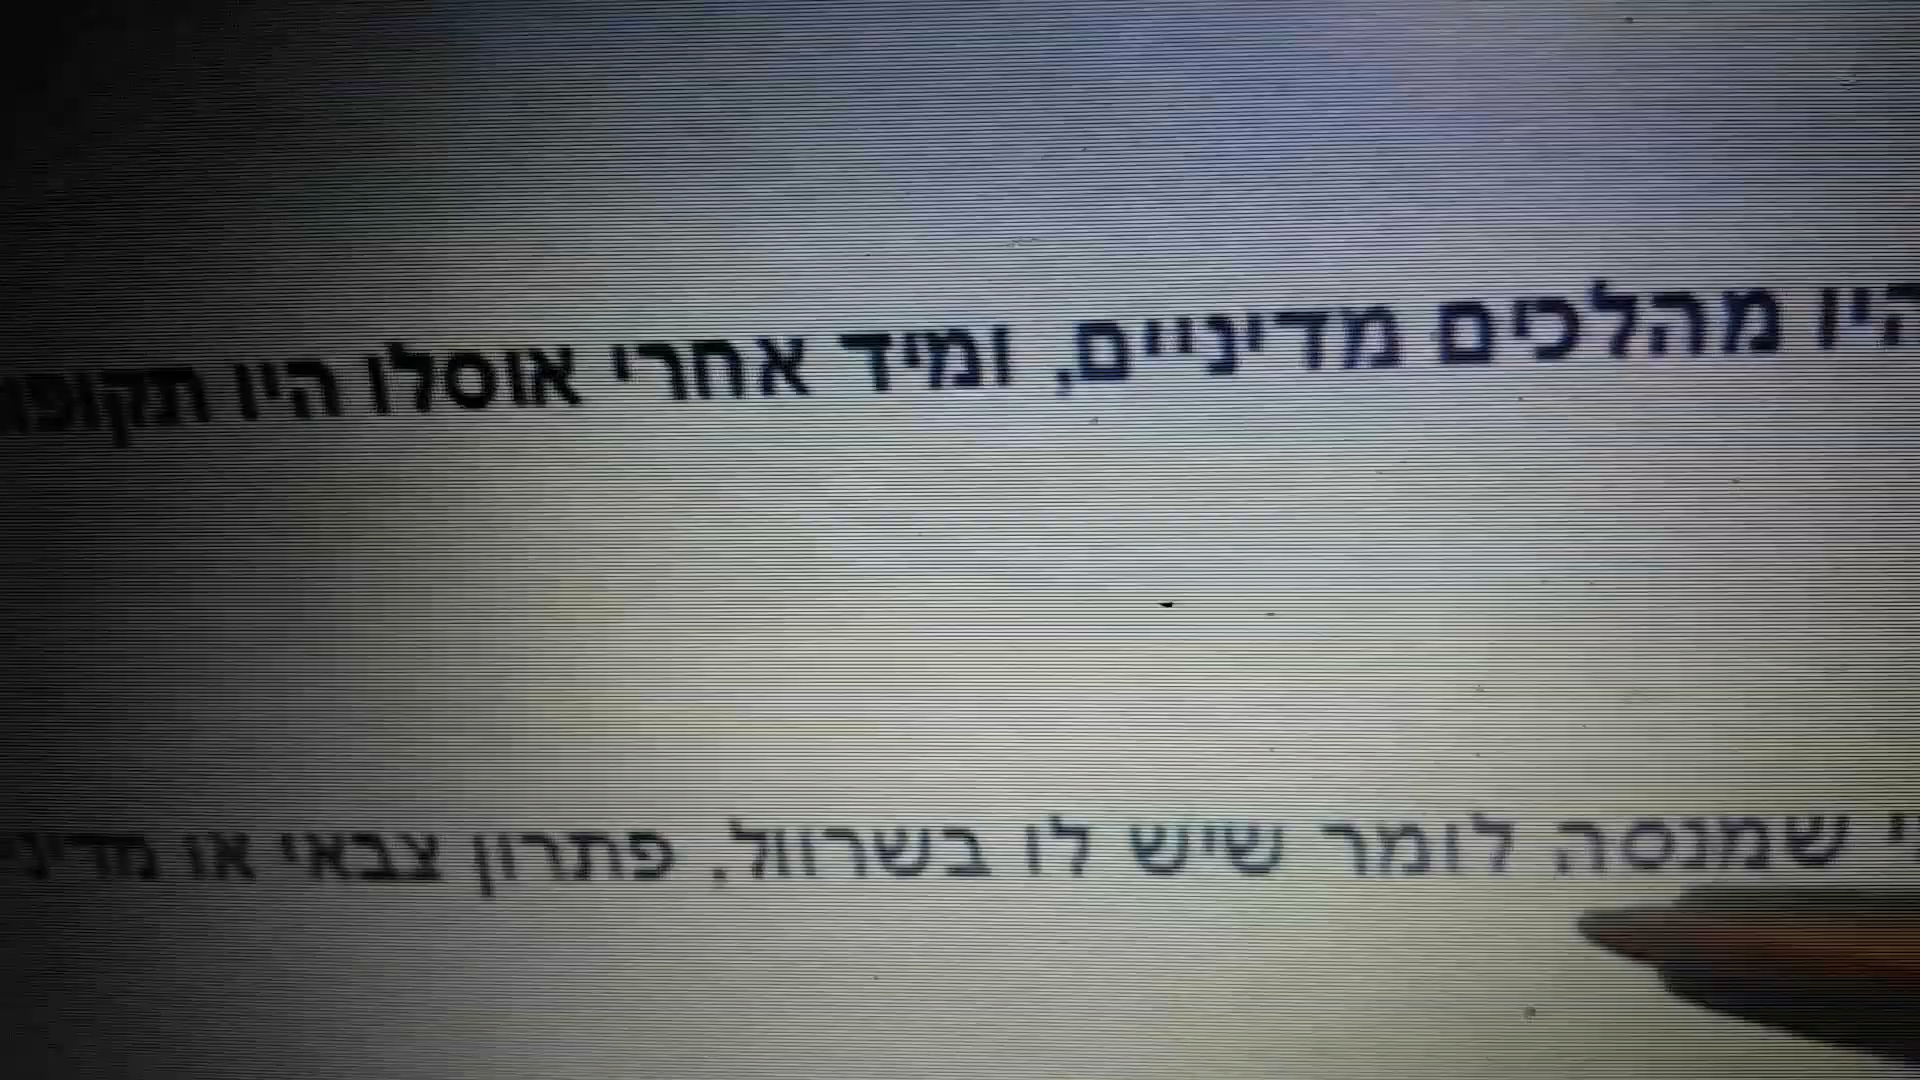 היו מהלכים מדיניים, ומיד אחרי אוסלו היו
שמנסה לומר שיש לו בשרוול. פתרון צבאי או